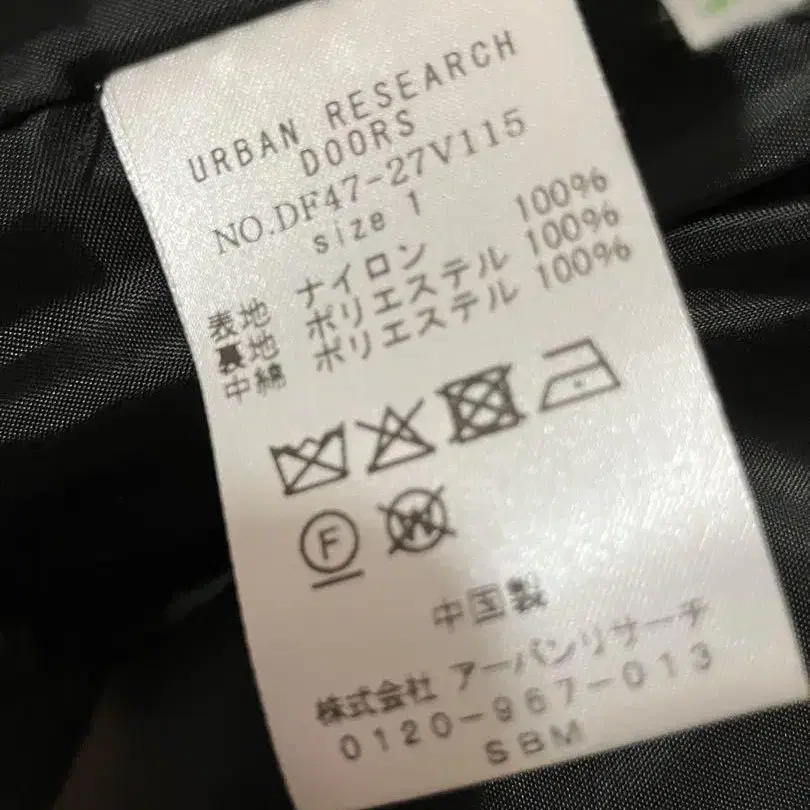 URBAN RESEARCH
DOORS
NO.DF47-27V115
size 1
表地 ナイロン 100%
裏地 ポリエステル 100%
中綿 ポリエステル 100%
F W
中国製
株式会社 アーバンリサーチ
0120-967-013
SBM